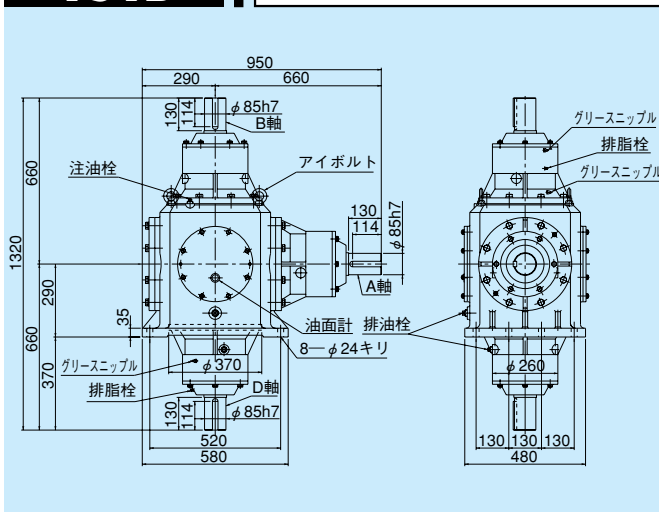 950
290
660
130
114
φ85h7
B軸
注油栓
アイボルト
130
114
φ85h7
A軸
1320
660
290
35
660
370
油面計
排油栓
8—φ24キリ
グリースニップル
φ370
排脂栓
130
114
D軸
φ85h7
520
580
グリースニップル
排脂栓
グリースニップル
φ260
130
130
130
480